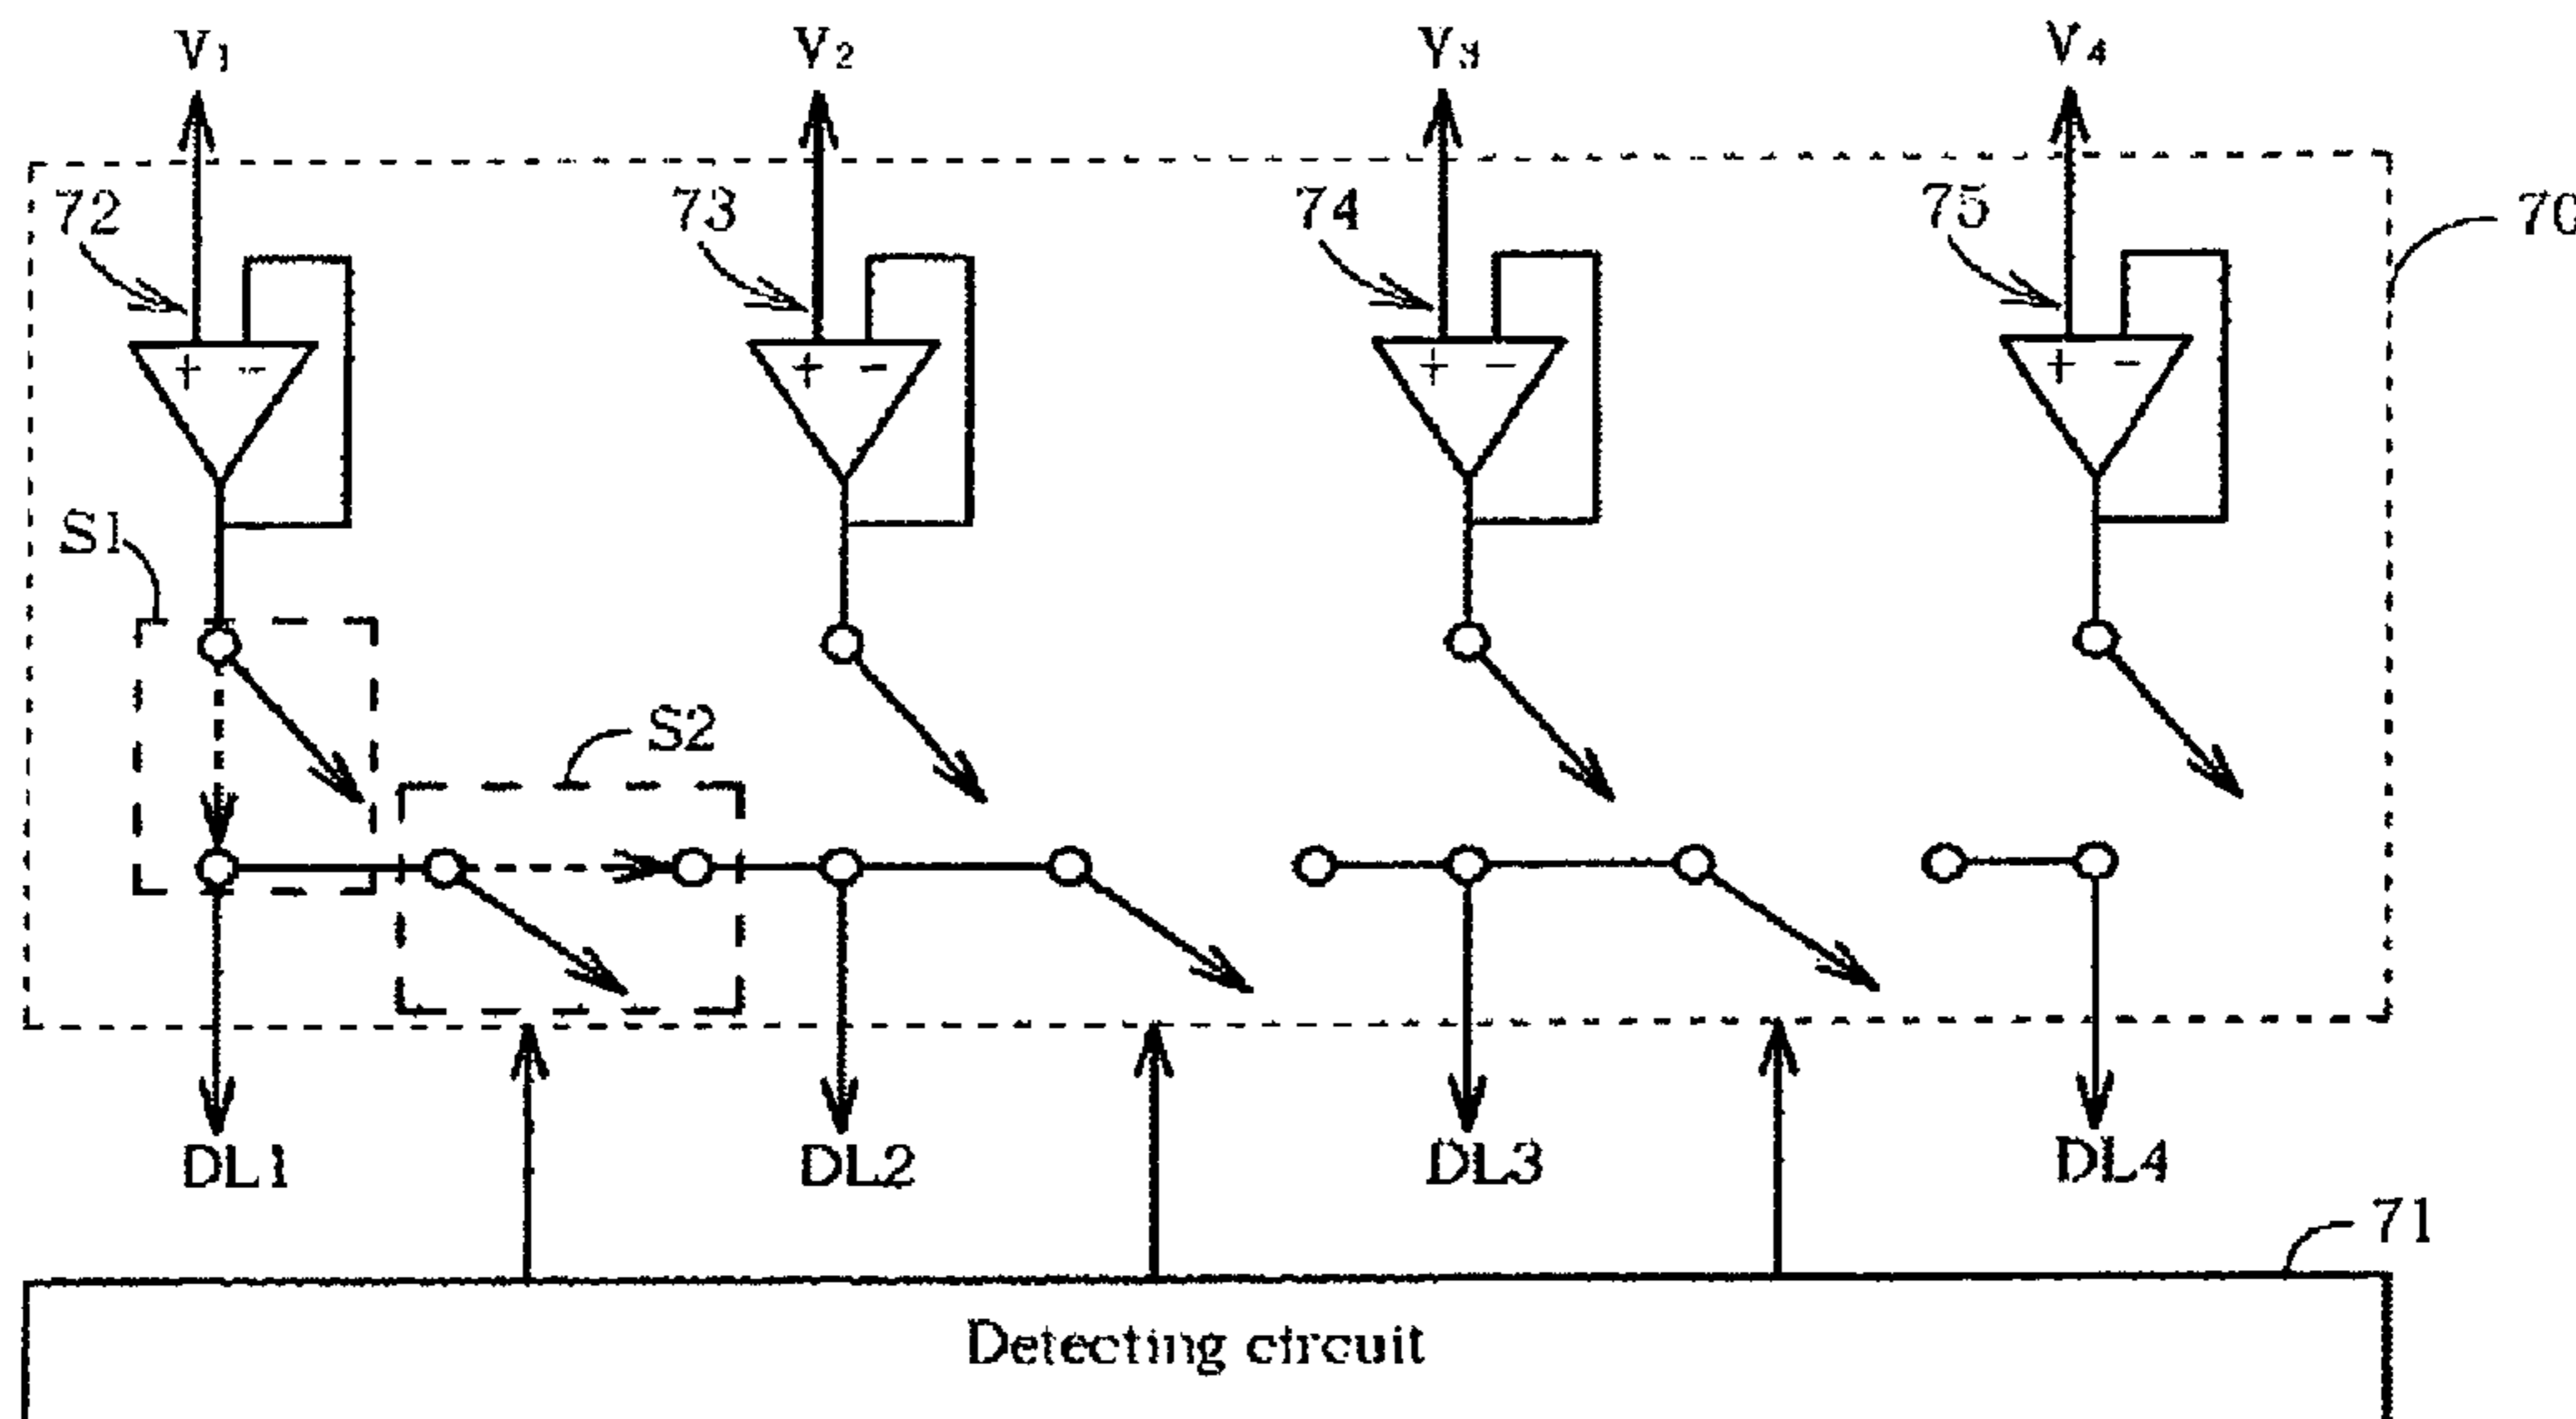 V₁ V₂ V₃ V₄
72 73 74 75 70
+ - + - + - + -
S1
S2
DL1 DL2 DL3 DL4
71
Detecting circuit